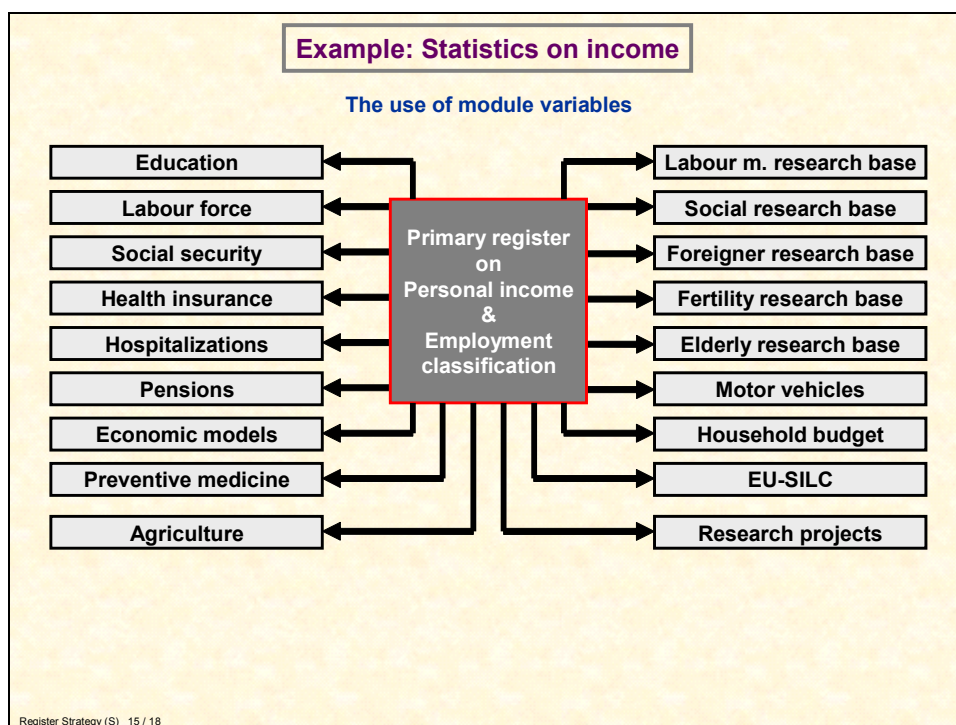 Example: Statistics on income
The use of module variables
Education
Labour force
Social security
Health insurance
Hospitalizations
Pensions
Economic models
Preventive medicine
Agriculture
Primary register
on
Personal income
&
Employment
classification
Labour m. research base
Social research base
Foreigner research base
Fertility research base
Elderly research base
Motor vehicles
Household budget
EU-SILC
Research projects
Register Strategy (S) 15 / 18